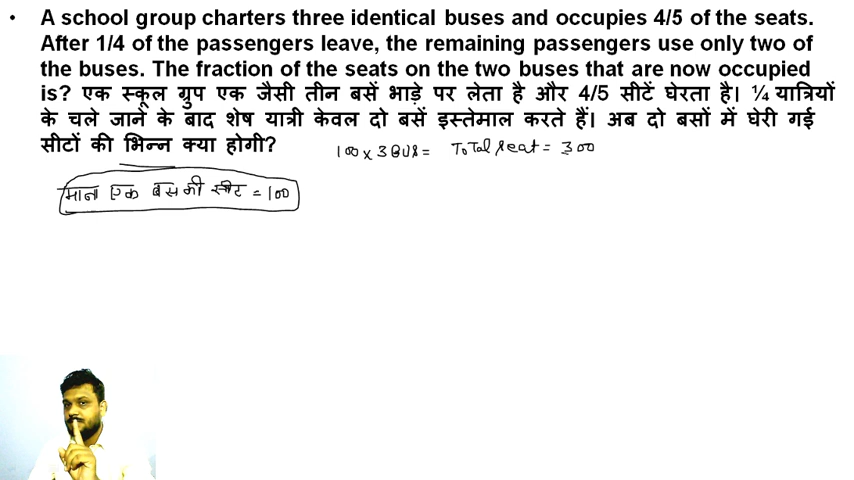 • A school group charters three identical buses and occupies 4/5 of the seats.
After 1/4 of the passengers leave, the remaining passengers use only two of
the buses. The fraction of the seats on the two buses that are now occupied
is? एक स्कूल ग्रुप एक जैसी तीन बसें भाड़े पर लेता है और 4/5 सीटें घेरता है। ¼ यात्रियों
के चले जाने के बाद शेष यात्री केवल दो बसें इस्तेमाल करते हैं। अब दो बसों में घेरी गई
सीटों की भिन्न क्या होगी?
100 x 3 BUS = Total seat = 300
माना एक बस की सीट = 100